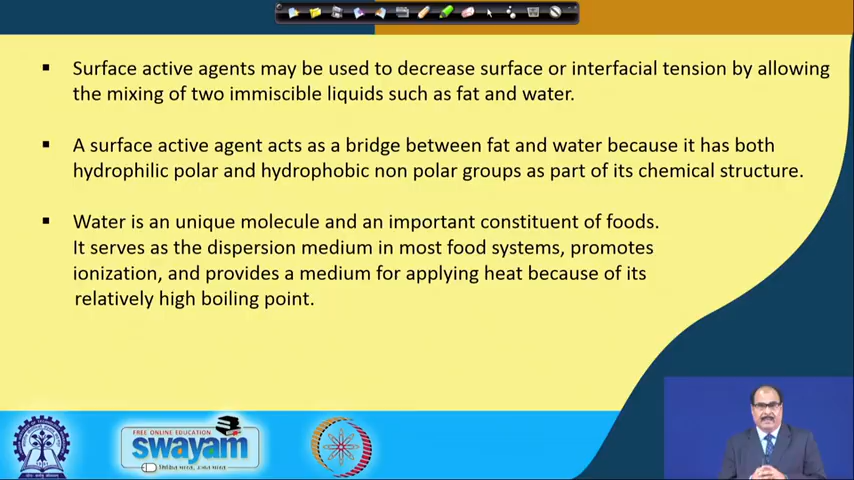 ▪ Surface active agents may be used to decrease surface or interfacial tension by allowing
the mixing of two immiscible liquids such as fat and water.
▪ A surface active agent acts as a bridge between fat and water because it has both
hydrophilic polar and hydrophobic non polar groups as part of its chemical structure.
▪ Water is an unique molecule and an important constituent of foods.
It serves as the dispersion medium in most food systems, promotes
ionization, and provides a medium for applying heat because of its
relatively high boiling point.
FREE ONLINE EDUCATION
swayam